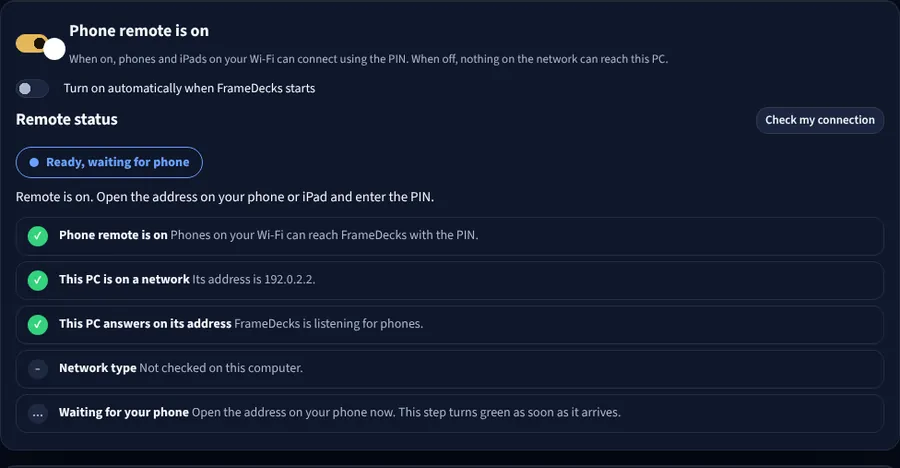 Phone remote is on
When on, phones and iPads on your Wi-Fi can connect using the PIN. When off, nothing on the network can reach this PC.
Turn on automatically when FrameDecks starts
Remote status
Check my connection
Ready, waiting for phone
Remote is on. Open the address on your phone or iPad and enter the PIN.
Phone remote is on Phones on your Wi-Fi can reach FrameDecks with the PIN.
This PC is on a network Its address is 192.0.2.2.
This PC answers on its address FrameDecks is listening for phones.
Network type Not checked on this computer.
Waiting for your phone Open the address on your phone now. This step turns green as soon as it arrives.